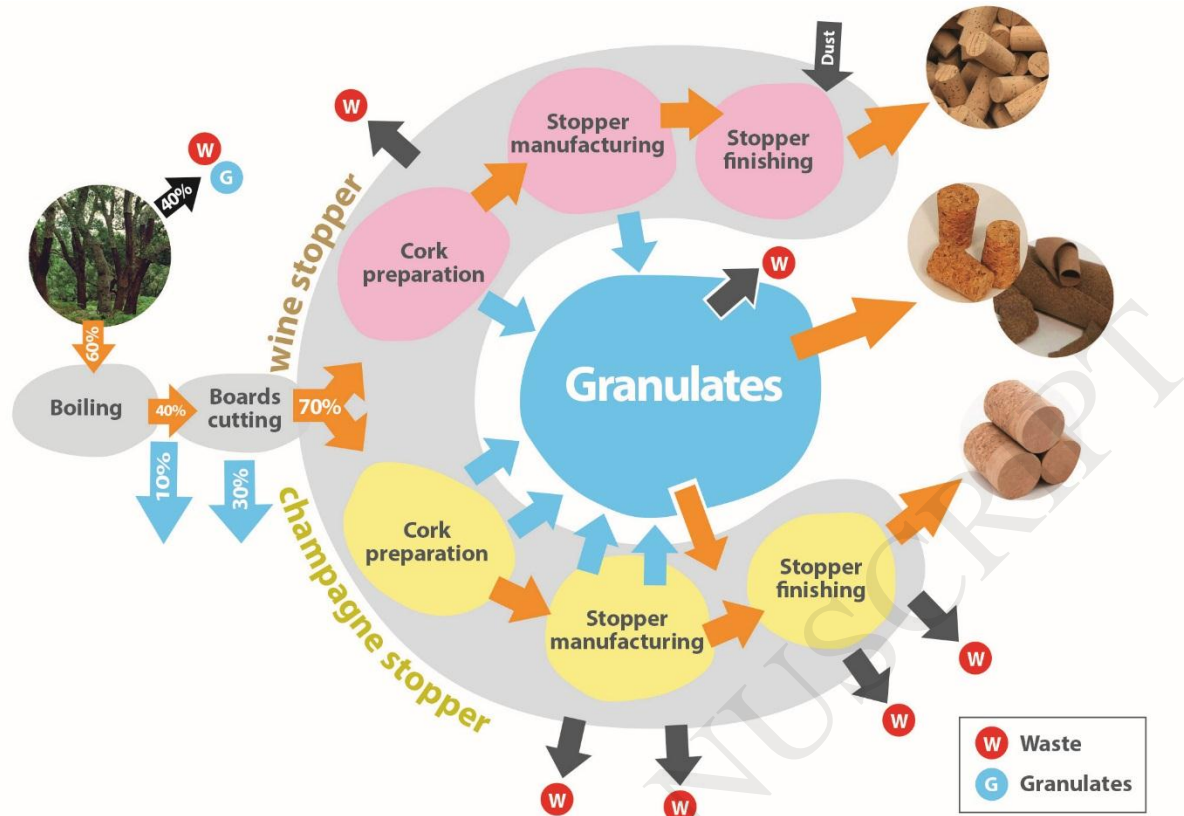 Dust
W
Stopper
manufacturing
Stopper
finishing
W
G
40%
wine stopper
Cork
preparation
W
60%
Granulates
Boiling
40%
Boards
cutting
70%
10%
30%
champagne stopper
Cork
preparation
Stopper
manufacturing
Stopper
finishing
W
W
W
W
W Waste
G Granulates
NUSCRIPT